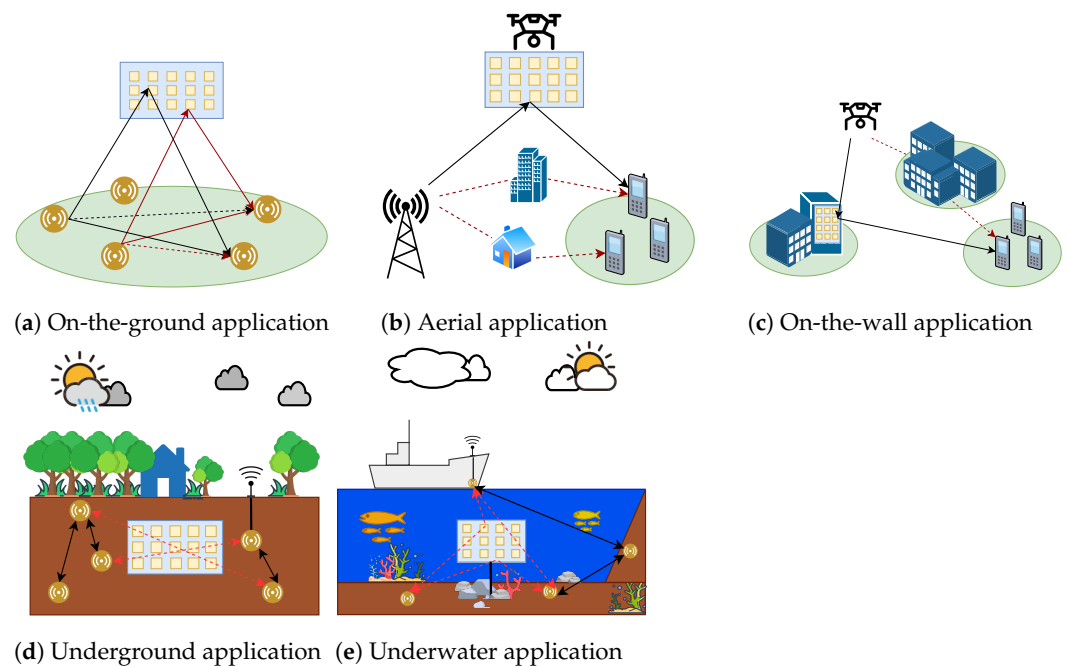 (a) On-the-ground application
(b) Aerial application
(c) On-the-wall application
(d) Underground application
(e) Underwater application